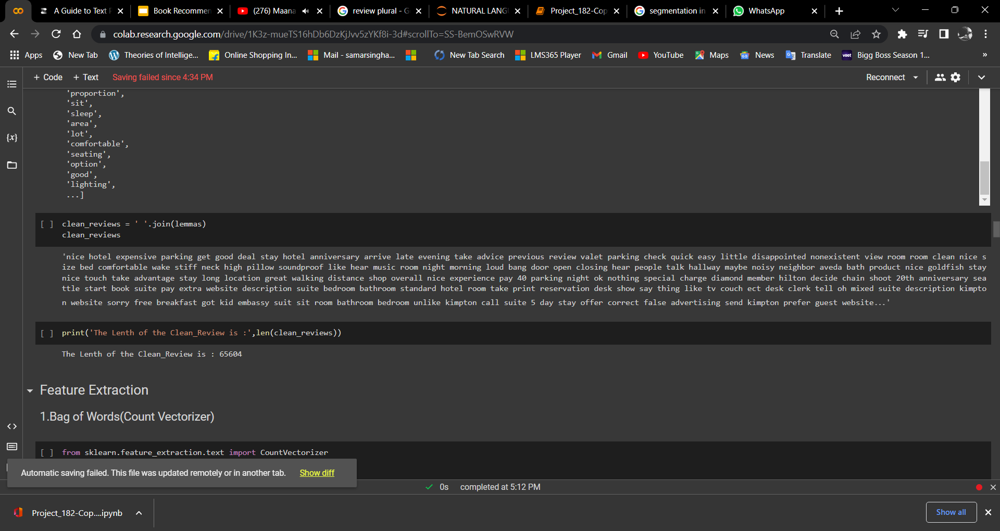 A Guide to Text P
Book Recommen
(276) Maana
review plural - G
NATURAL LANG
Project_182-Cop
segmentation in
WhatsApp
colab.research.google.com/drive/1K3z-mueTS16hDb6DzKjJvv5zYKf8i-3d#scrollTo=SS-BemOSwRVW
Apps
New Tab
Theories of Intellige...
Online Shopping In...
Mail - samarsingha...
New Tab Search
LMS365 Player
Gmail
YouTube
Maps
News
Translate
voot
Bigg Boss Season 1...
»
+ Code
+ Text
Saving failed since 4:34 PM
Reconnect
{x}
'proportion',
'sit',
'sleep',
'area',
'lot',
'comfortable',
'seating',
'option',
'good',
'lighting',
...]
[ ] clean_reviews = ' '.join(lemmas)
clean_reviews
'nice hotel expensive parking get good deal stay hotel anniversary arrive late evening take advice previous review valet parking check quick easy little disappointed nonexistent view room room clean nice s
ize bed comfortable wake stiff neck high pillow soundproof like hear music room night morning loud bang door open closing hear people talk hallway maybe noisy neighbor aveda bath product nice goldfish stay
nice touch take advantage stay long location great walking distance shop overall nice experience pay 40 parking night ok nothing special charge diamond member hilton decide chain shoot 20th anniversary sea
ttle start book suite pay extra website description suite bedroom bathroom standard hotel room take print reservation desk show say thing like tv couch ect desk clerk tell oh mixed suite description kimpto
n website sorry free breakfast got kid embassy suit sit room bathroom bedroom unlike kimpton call suite 5 day stay offer correct false advertising send kimpton prefer guest website...'
[ ] print('The Lenth of the Clean_Review is :',len(clean_reviews))
The Lenth of the Clean_Review is : 65604
Feature Extraction
1.Bag of Words(Count Vectorizer)
[ ] from sklearn.feature_extraction.text import CountVectorizer
Automatic saving failed. This file was updated remotely or in another tab. Show diff
0s completed at 5:12 PM
Project_182-Cop....ipynb
Show all